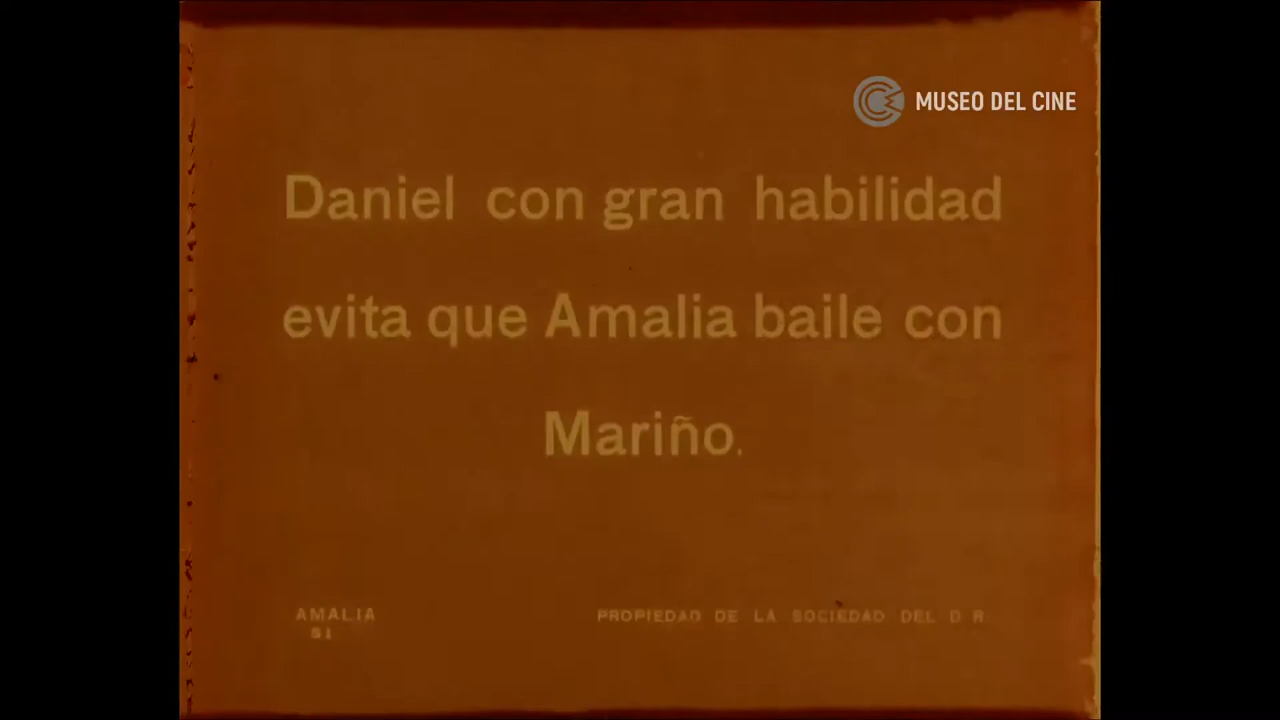 MUSEO DEL CINE
Daniel con gran habilidad
evita que Amalia baile con
Mariño.
AMALIA
51
PROPIEDAD DE LA SOCIEDAD DEL D R